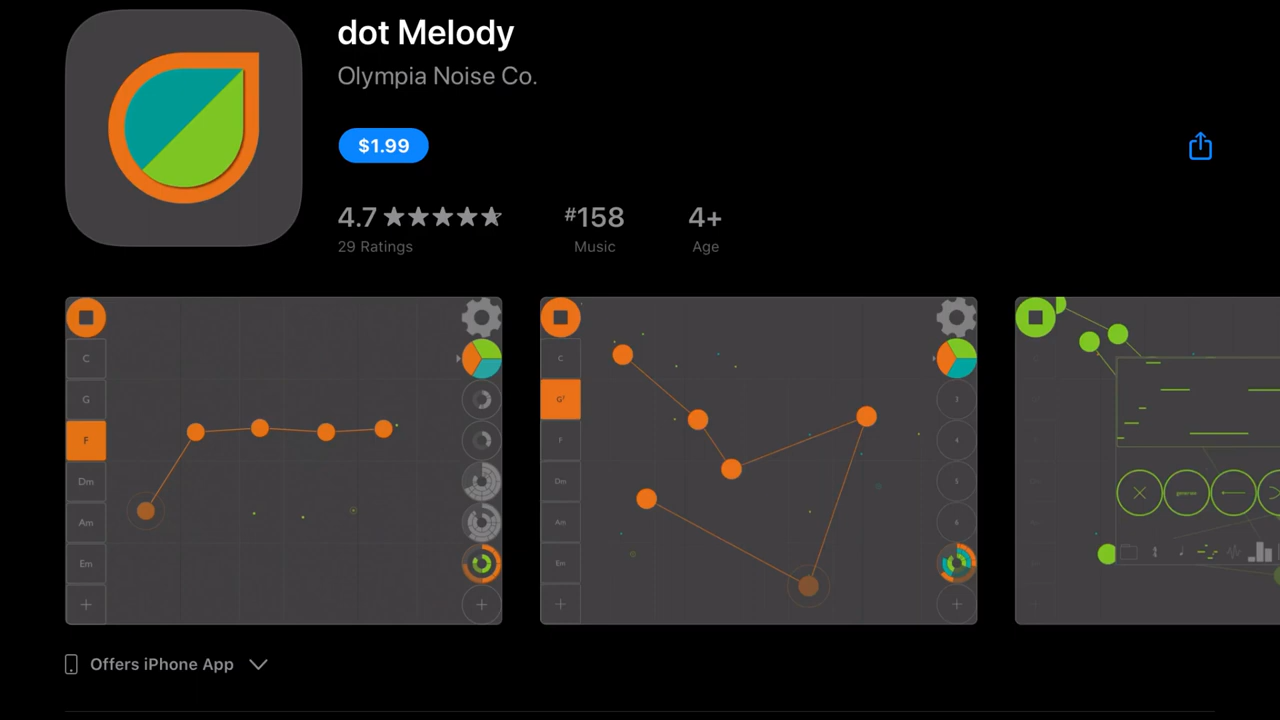 dot Melody
Olympia Noise Co.
$1.99
4.7
#158
4+
29 Ratings
Music
Age
C
G
F
Dm
Am
Em
+
+
C
G⁷
F
Dm
Am
Em
+
3
4
5
6
+
generate
Offers iPhone App